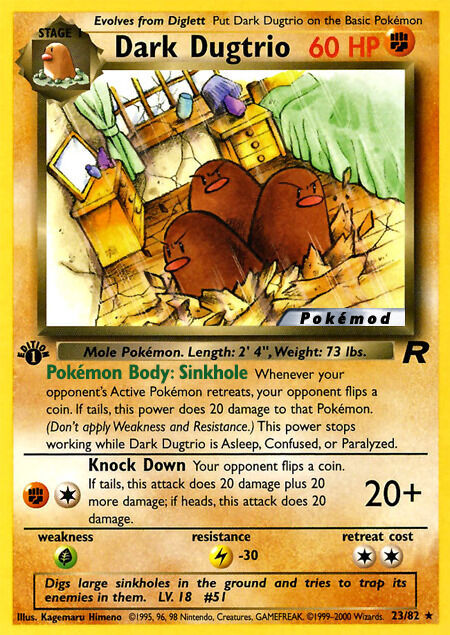 Evolves from Diglett Put Dark Dugtrio on the Basic Pokémon
STAGE 1
Dark Dugtrio 60 HP
Pokémod
EDITION
1
Mole Pokémon. Length: 2' 4", Weight: 73 lbs.
R
Pokémon Body: Sinkhole Whenever your
opponent's Active Pokémon retreats, your opponent flips a
coin. If tails, this power does 20 damage to that Pokémon.
(Don't apply Weakness and Resistance.) This power stops
working while Dark Dugtrio is Asleep, Confused, or Paralyzed.
Knock Down Your opponent flips a coin.
If tails, this attack does 20 damage plus 20
more damage; if heads, this attack does 20
damage.
20+
weakness resistance retreat cost
-30
Digs large sinkholes in the ground and tries to trap its
enemies in them. LV. 18 #51
Illus. Kagemaru Himeno ©1995, 96, 98 Nintendo, Creatures, GAMEFREAK. ©1999-2000 Wizards. 23/82 ★